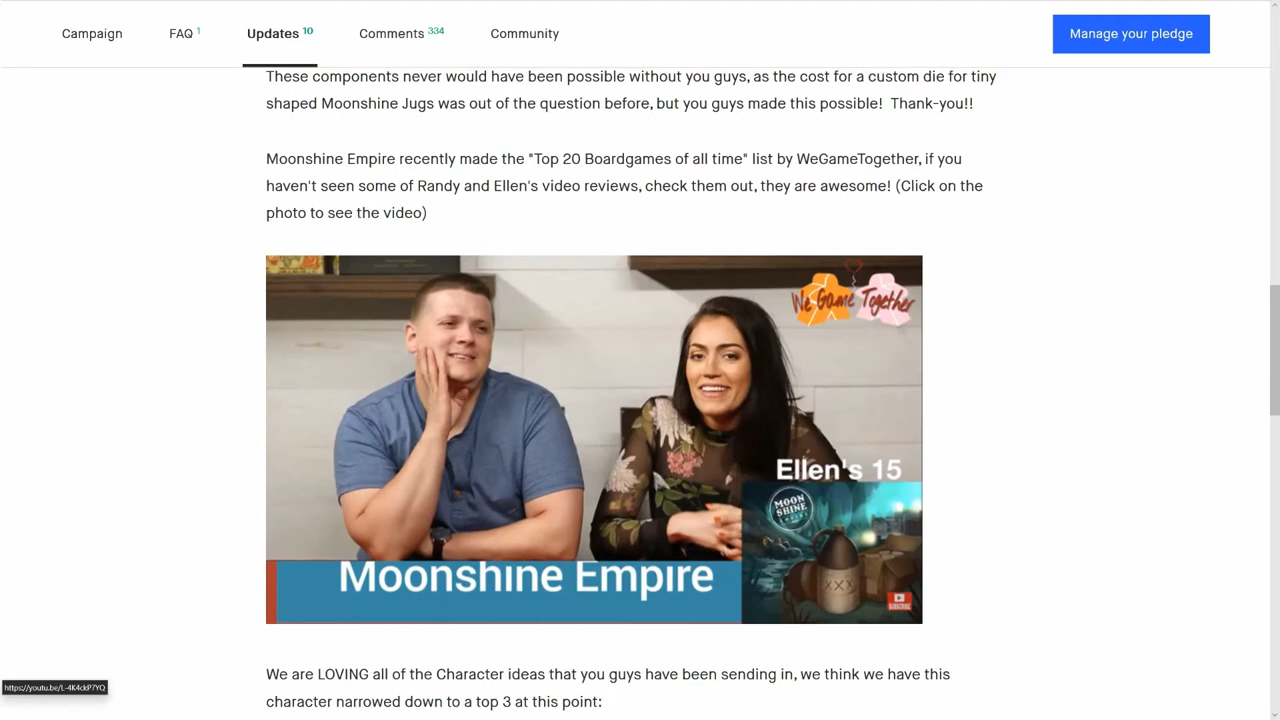 Campaign FAQ 1 Updates 10 Comments 334 Community Manage your pledge
These components never would have been possible without you guys, as the cost for a custom die for tiny
shaped Moonshine Jugs was out of the question before, but you guys made this possible! Thank-you!!
Moonshine Empire recently made the "Top 20 Boardgames of all time" list by WeGameTogether, if you
haven't seen some of Randy and Ellen's video reviews, check them out, they are awesome! (Click on the
photo to see the video)
We Game Together
Ellen's 15
MOON
SHINE
EMPIRE
XXX
SUBSCRIBE
Moonshine Empire
We are LOVING all of the Character ideas that you guys have been sending in, we think we have this
character narrowed down to a top 3 at this point:
https://youtu.be/L-4K4ckP7YQ